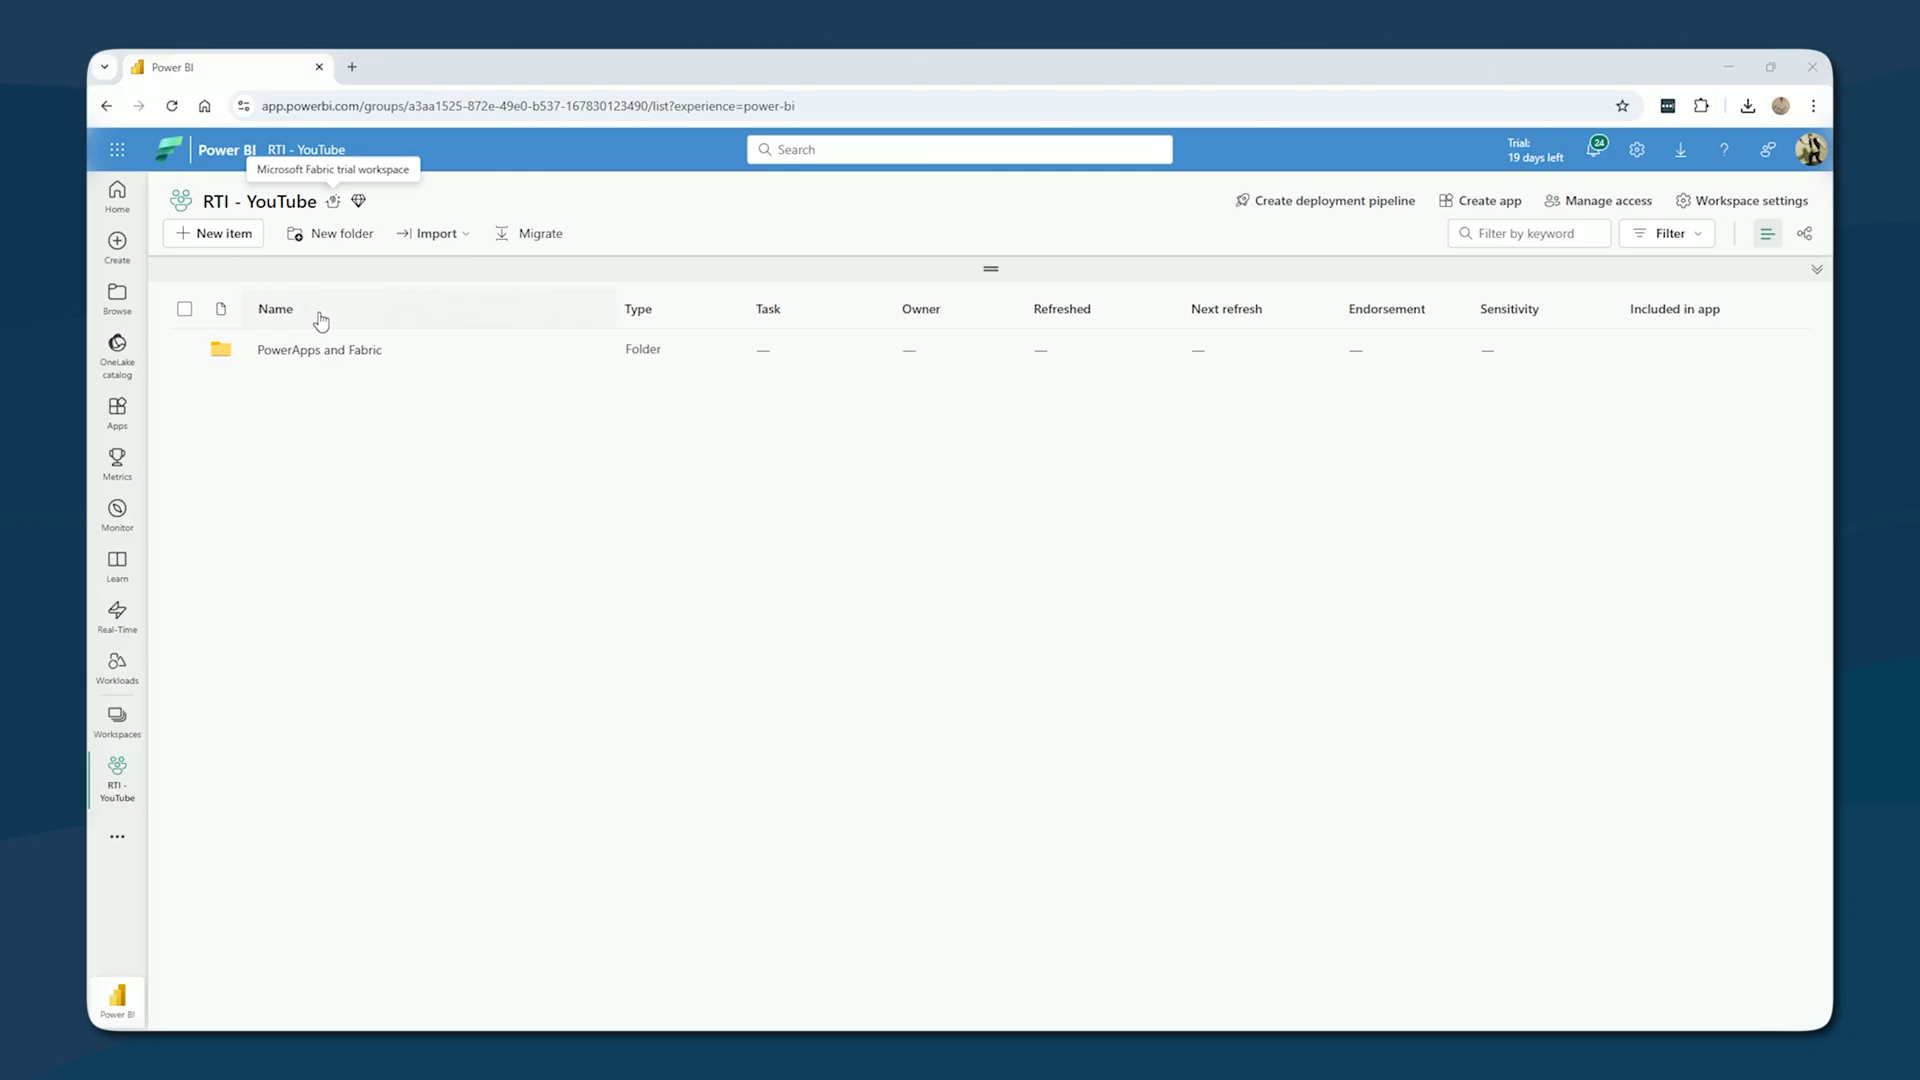 Power BI
app.powerbi.com/groups/a3aa1525-872e-49e0-b537-167830123490/list?experience=power-bi
Power BI RTI - YouTube
Search
Trial:
19 days left
24
Microsoft Fabric trial workspace
RTI - YouTube
Create deployment pipeline
Create app
Manage access
Workspace settings
New item
New folder
Import
Migrate
Filter by keyword
Filter
Name Type Task Owner Refreshed Next refresh Endorsement Sensitivity Included in app
PowerApps and Fabric Folder — — — — — —
Home
Create
Browse
OneLake
catalog
Apps
Metrics
Monitor
Learn
Real-Time
Workloads
Workspaces
RTI -
YouTube
Power BI